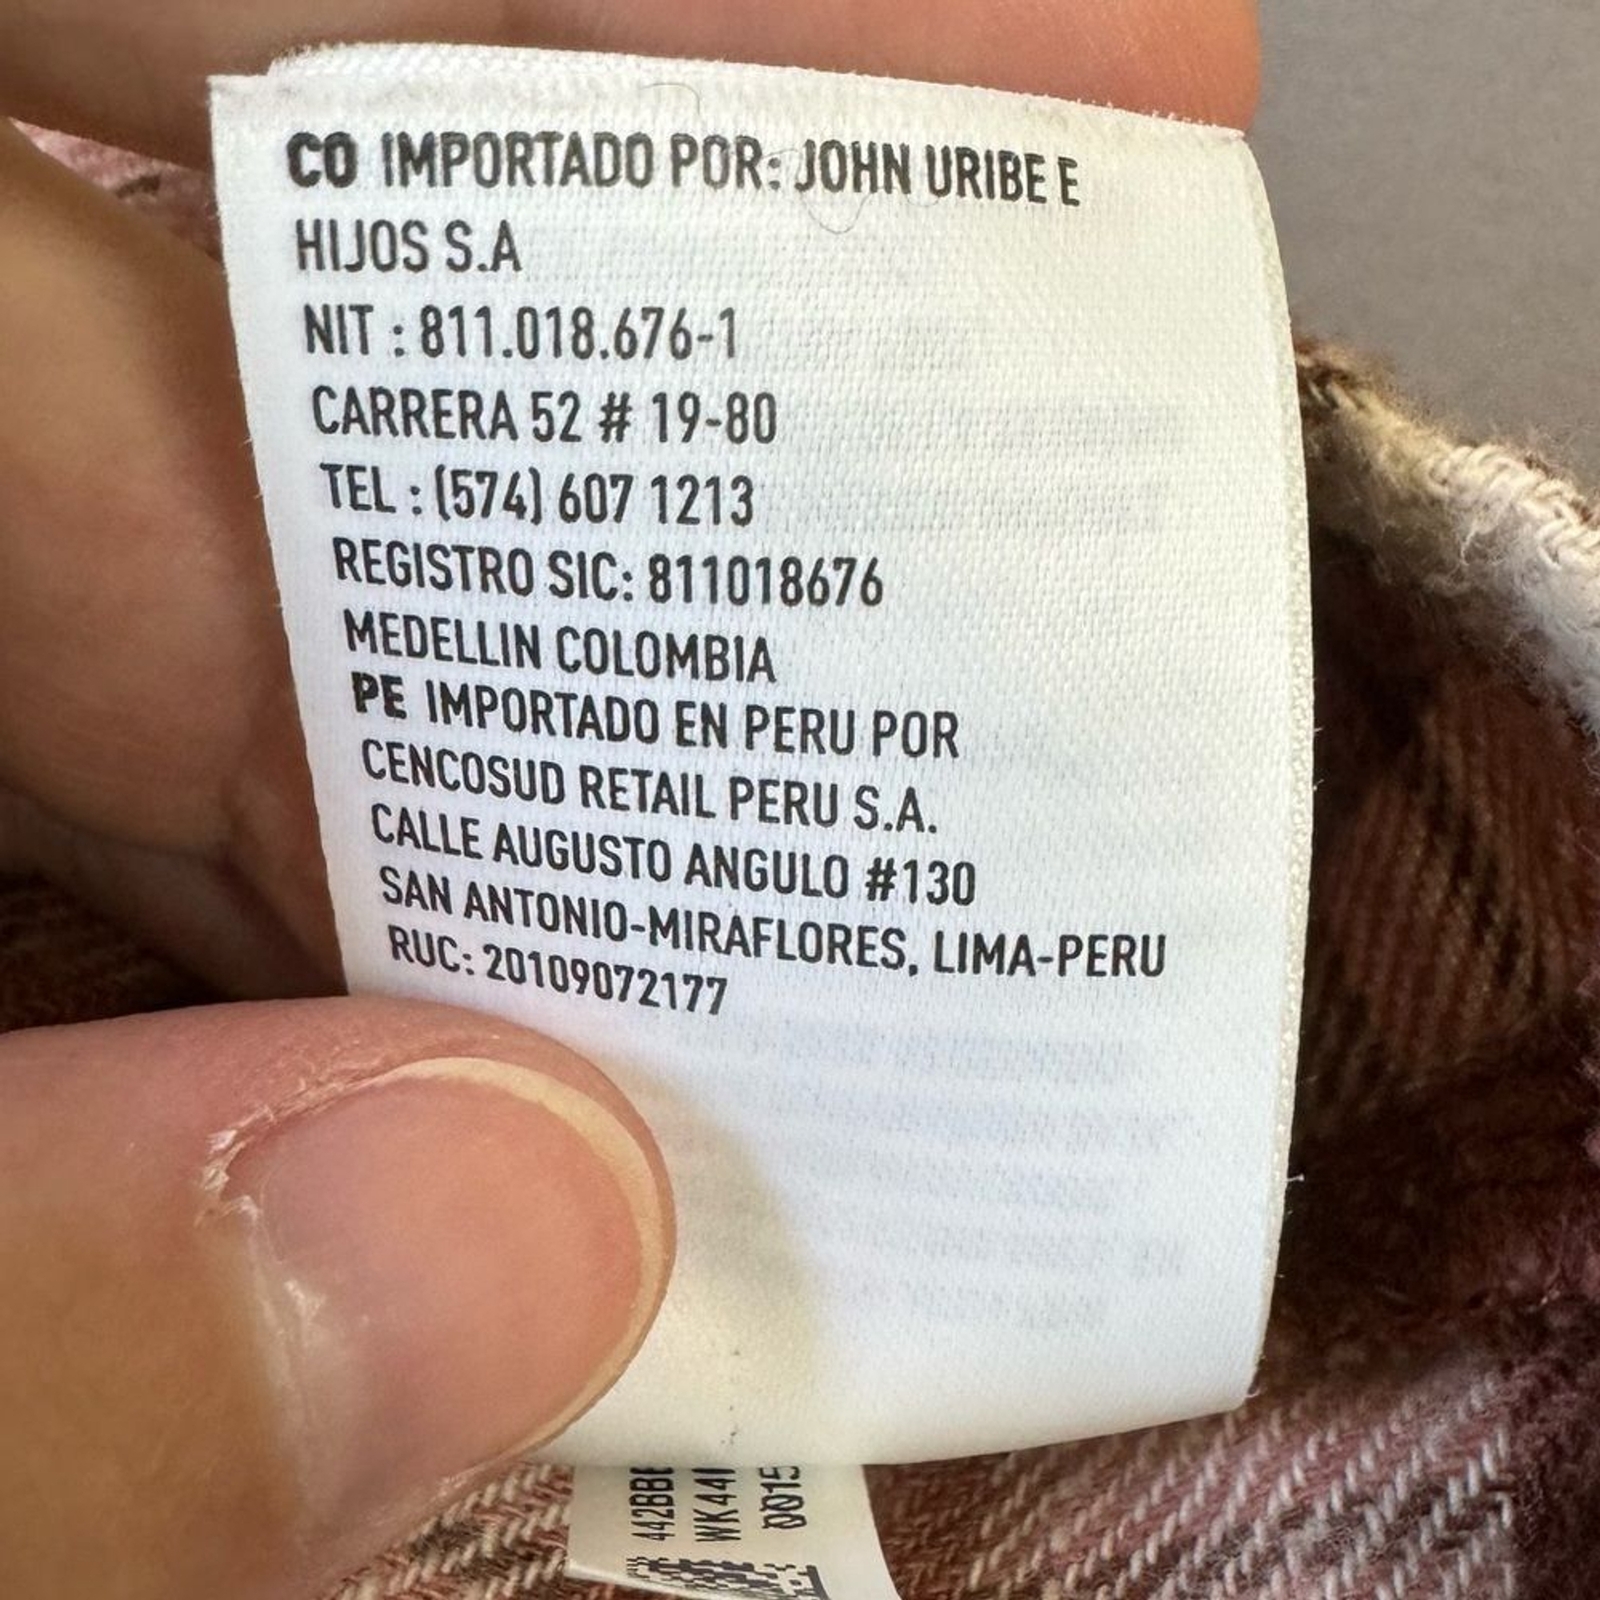 CO IMPORTADO POR: JOHN URIBE E
HIJOS S.A
NIT : 811.018.676-1
CARRERA 52 # 19-80
TEL : (574) 607 1213
REGISTRO SIC: 811018676
MEDELLIN COLOMBIA
PE IMPORTADO EN PERU POR
CENCOSUD RETAIL PERU S.A.
CALLE AUGUSTO ANGULO #130
SAN ANTONIO-MIRAFLORES, LIMA-PERU
RUC: 20109072177